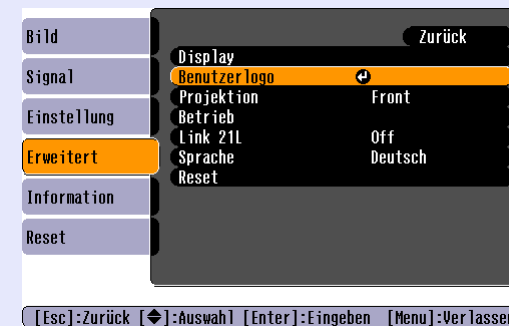 Bild
Signal
Einstellung
Erweitert
Information
Reset
Zurück
Display
Benutzerlogo
Projektion Front
Betrieb
Link 21L Off
Sprache Deutsch
Reset
[Esc]:Zurück [◆]:Auswahl [Enter]:Eingeben [Menu]:Verlassen